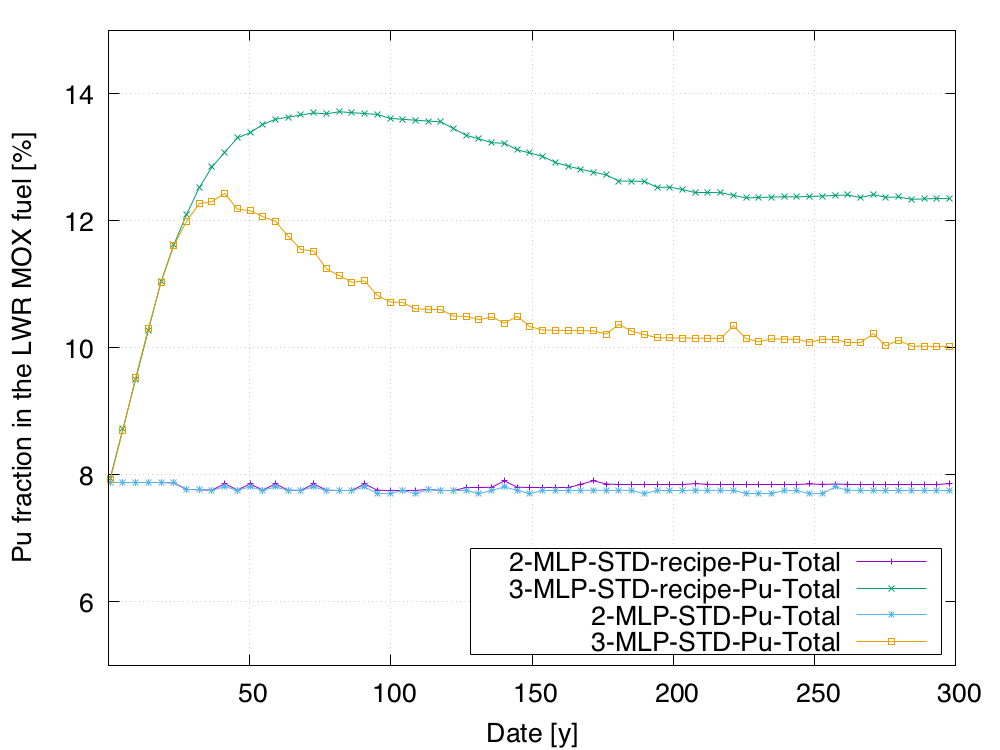 Pu fraction in the LWR MOX fuel [%]
14
12
10
8
6
2-MLP-STD-recipe-Pu-Total
3-MLP-STD-recipe-Pu-Total
2-MLP-STD-Pu-Total
3-MLP-STD-Pu-Total
50 100 150 200 250 300
Date [y]